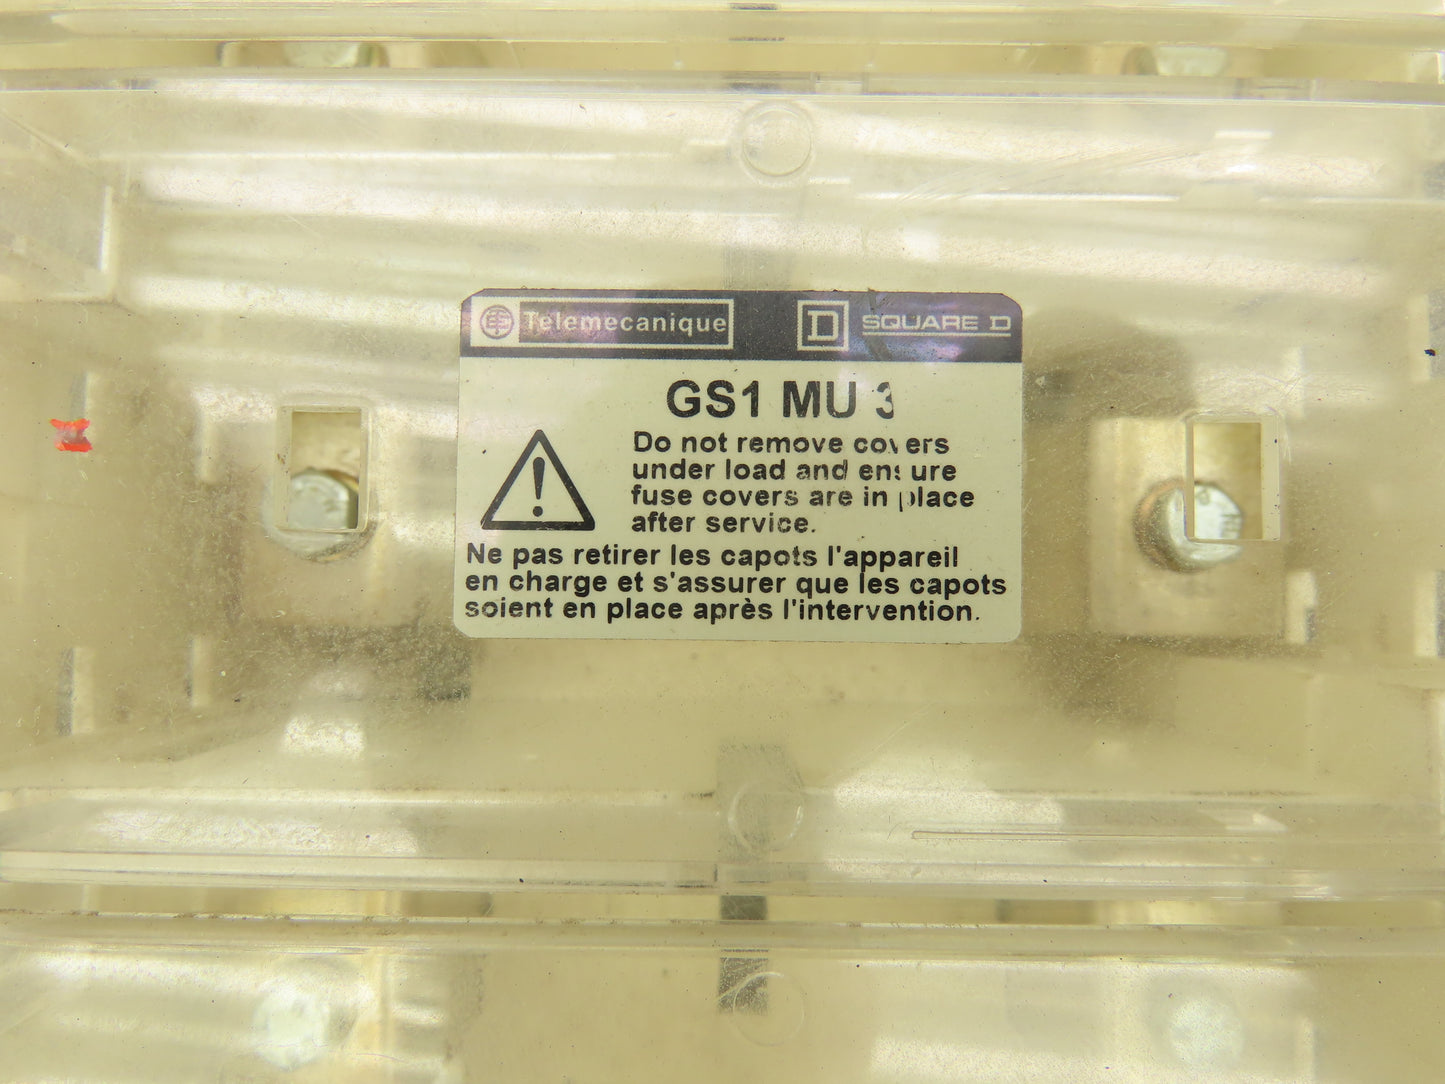 Telemecanique D SQUARE D
GS1 MU 3
Do not remove covers
under load and ensure
fuse covers are in place
after service.
Ne pas retirer les capots l'appareil
en charge et s'assurer que les capots
soient en place après l'intervention.